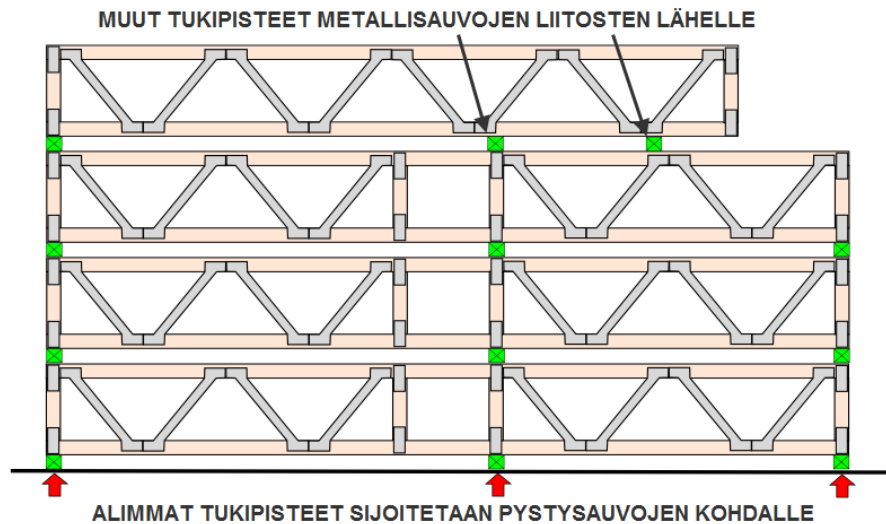 MUUT TUKIPISTEET METALLISAUVOJEN LIITOSTEN LÄHELLE
ALIMMAT TUKIPISTEET SIJOITETAAN PYSTYSAUVOJEN KOHDALLE